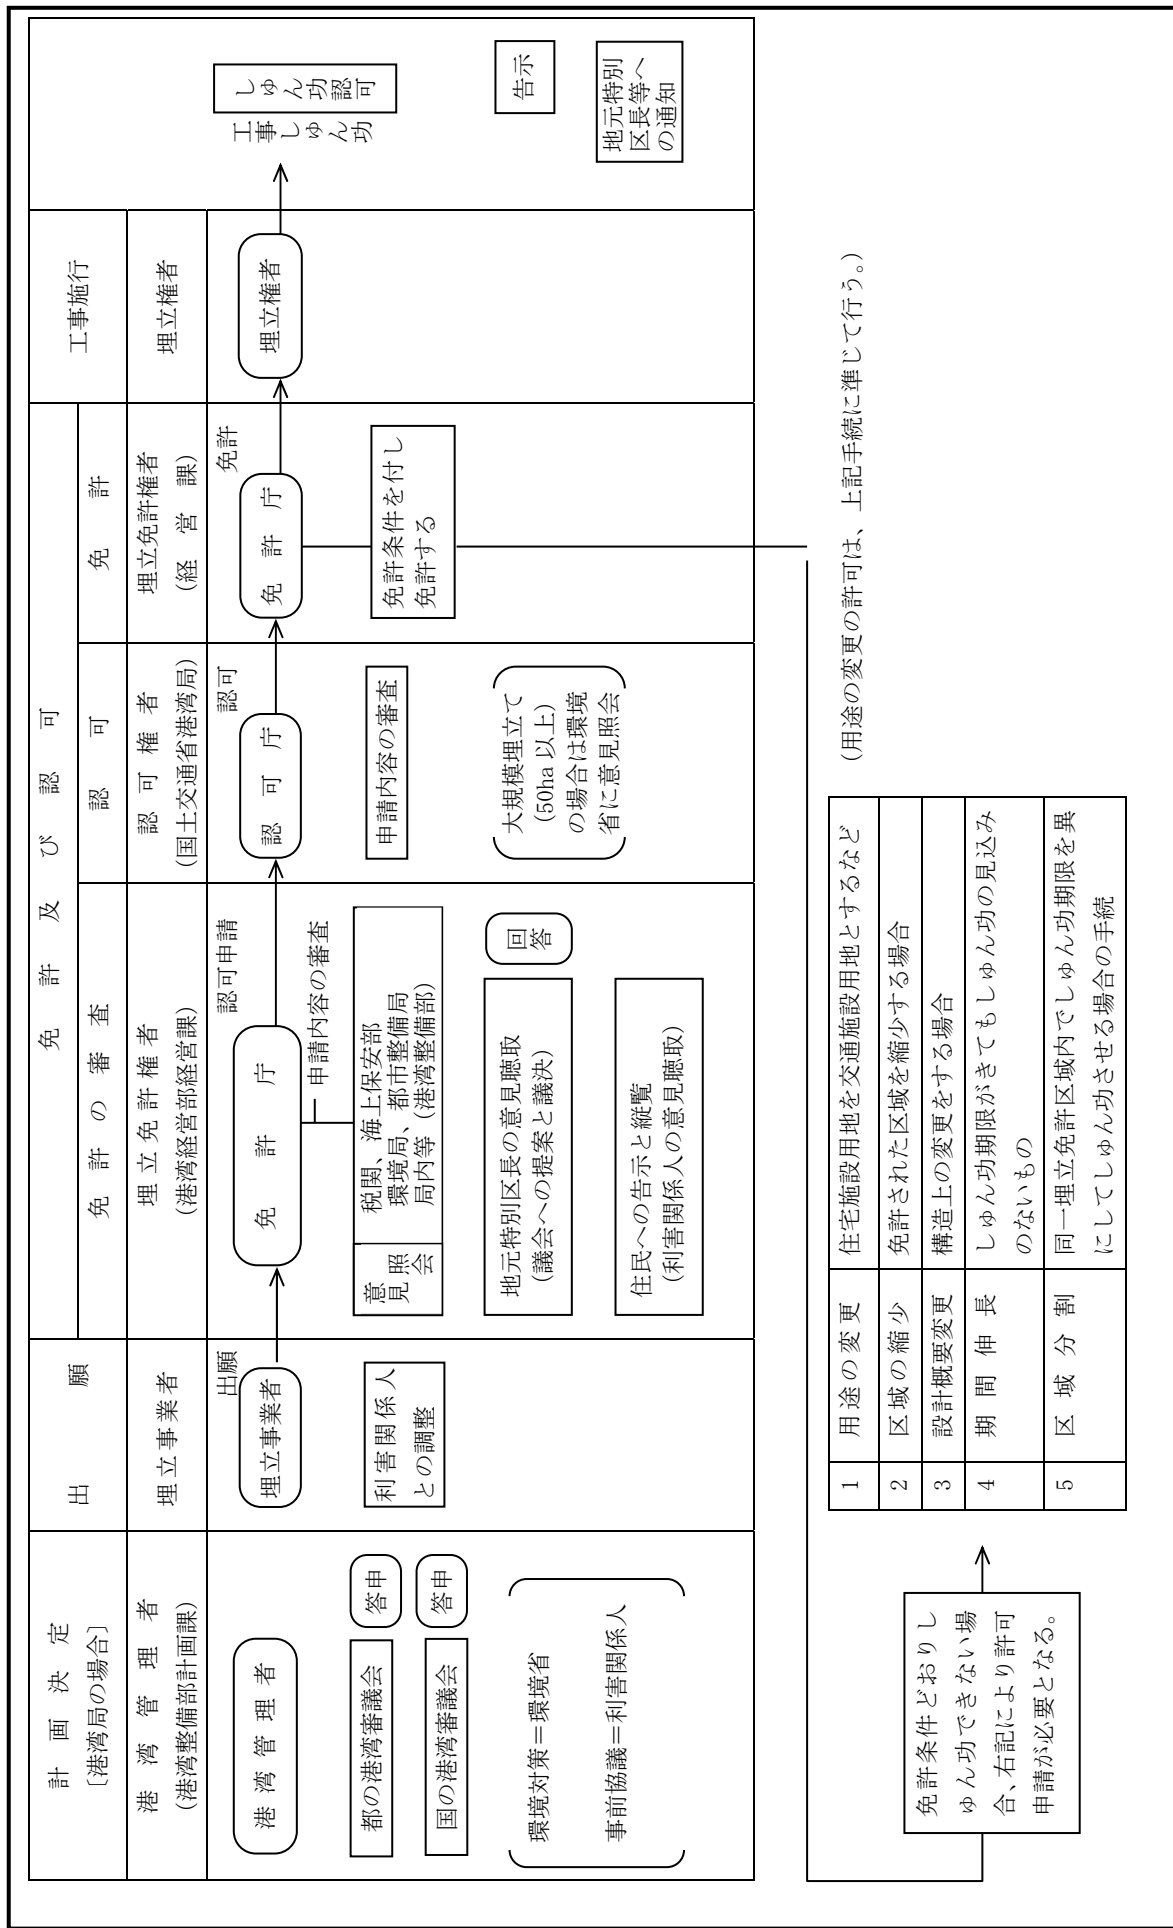 計画決定
[港湾局の場合]
出願
免許及び認可
免許の審査
認可
免許
工事施行
港湾管理者
(港湾整備部計画課)
埋立事業者
埋立免許権者
(港湾経営部経営課)
認可権者
(国土交通省港湾局)
埋立免許権者
(経営課)
埋立権者
港湾管理者
都の港湾審議会
答申
国の港湾審議会
答申
環境対策＝環境省
事前協議＝利害関係人
出願
埋立事業者
利害関係人
との調整
認可申請
免許庁
申請内容の審査
意見
照会
税関、海上保安部
環境局、都市整備局
局内等 (港湾整備部)
地元特別区長の意見聴取
(議会への提案と議決)
回答
住民への告示と縦覧
(利害関係人の意見聴取)
認可
認可庁
申請内容の審査
大規模埋立て
(50ha 以上)
の場合は環境
省に意見照会
免許
免許庁
免許条件を付し
免許する
埋立権者
しゅん功認可
工事しゅん功
告示
地元特別
区長等へ
の通知
免許条件どおりし
ゅん功できない場
合、右記により許可
申請が必要となる。
1 用途の変更 住宅施設用地を交通施設用地とするなど
2 区域の縮少 免許された区域を縮少する場合
3 設計概要変更 構造上の変更をする場合
4 期間伸長 しゅん功期限がきてもしゅん功の見込み
のないもの
5 区域分割 同一埋立免許区域内でしゅん功期限を異
にしてしゅん功させる場合の手続
(用途の変更の許可は、上記手続に準じて行う。)